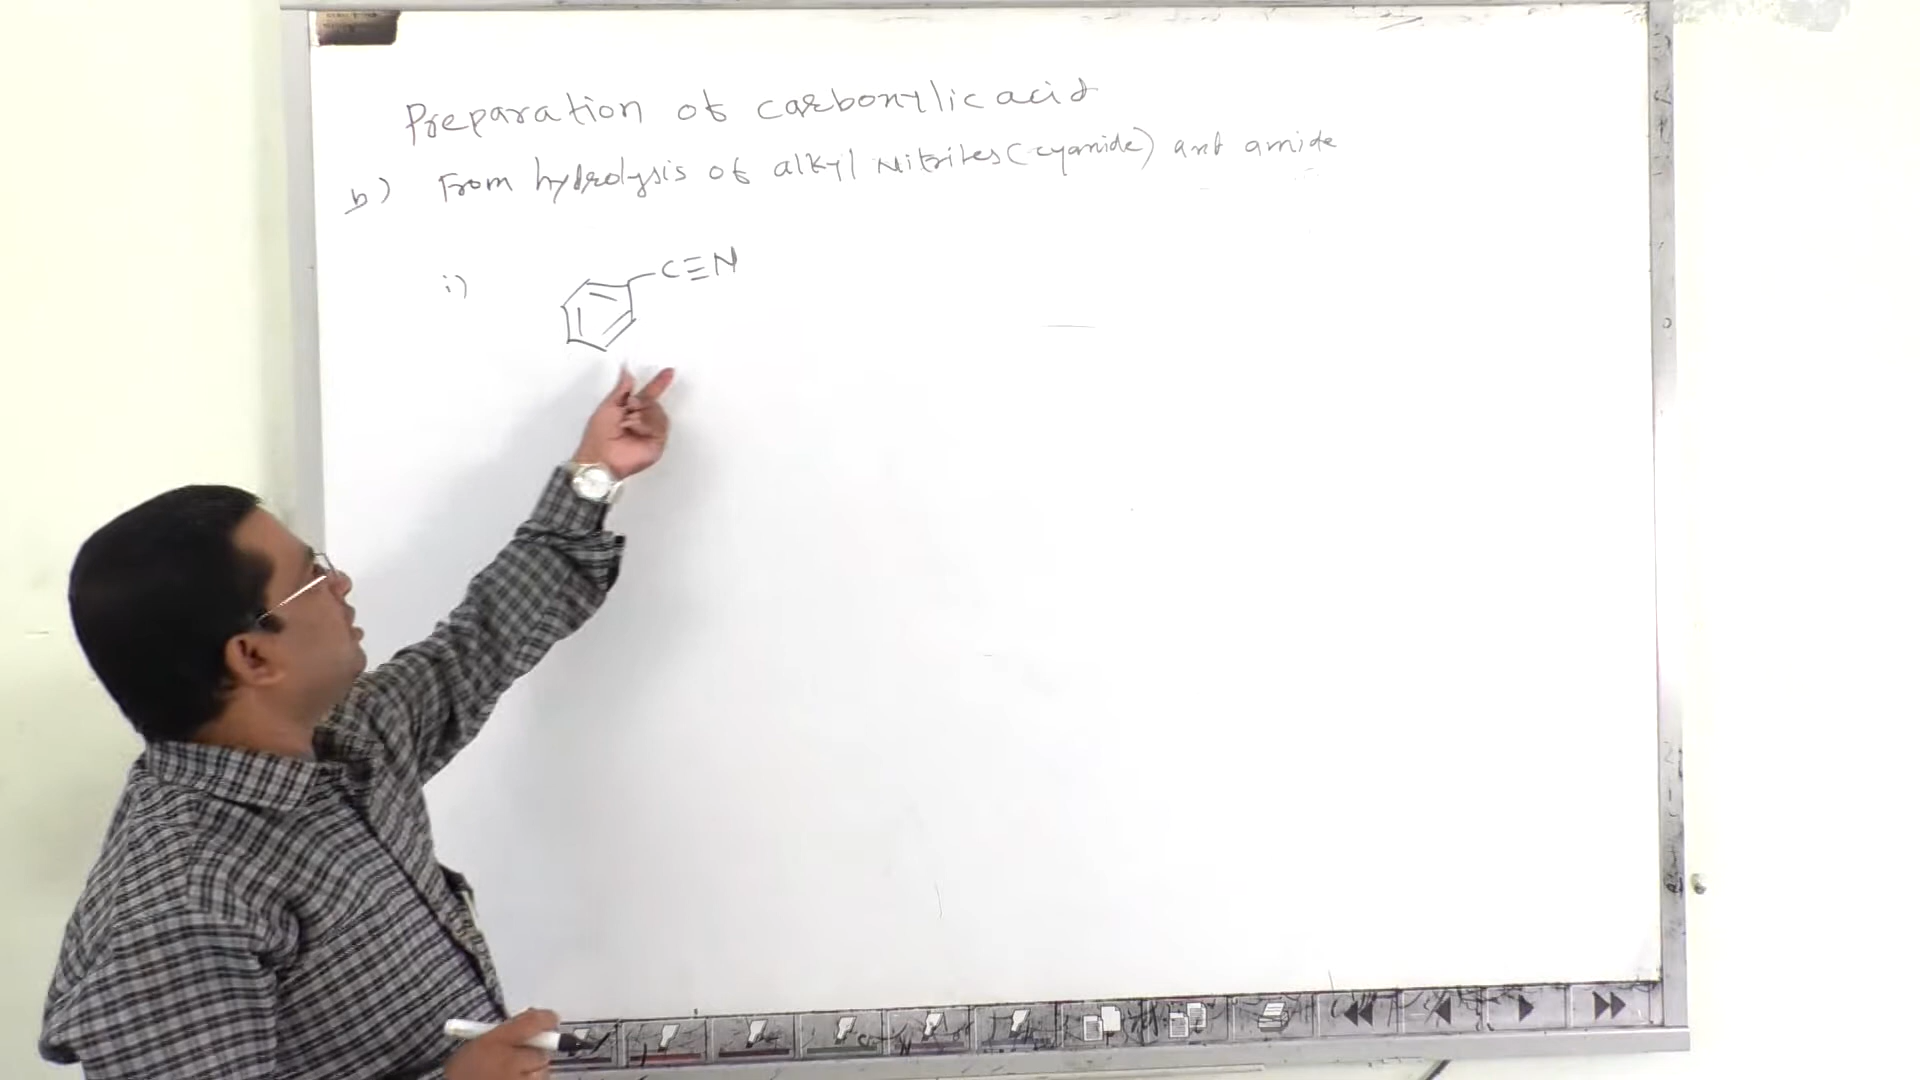 Preparation of carboxylic acid
b) From hydrolysis of alkyl Nitriles (cyanide) and amide
i) C≡N